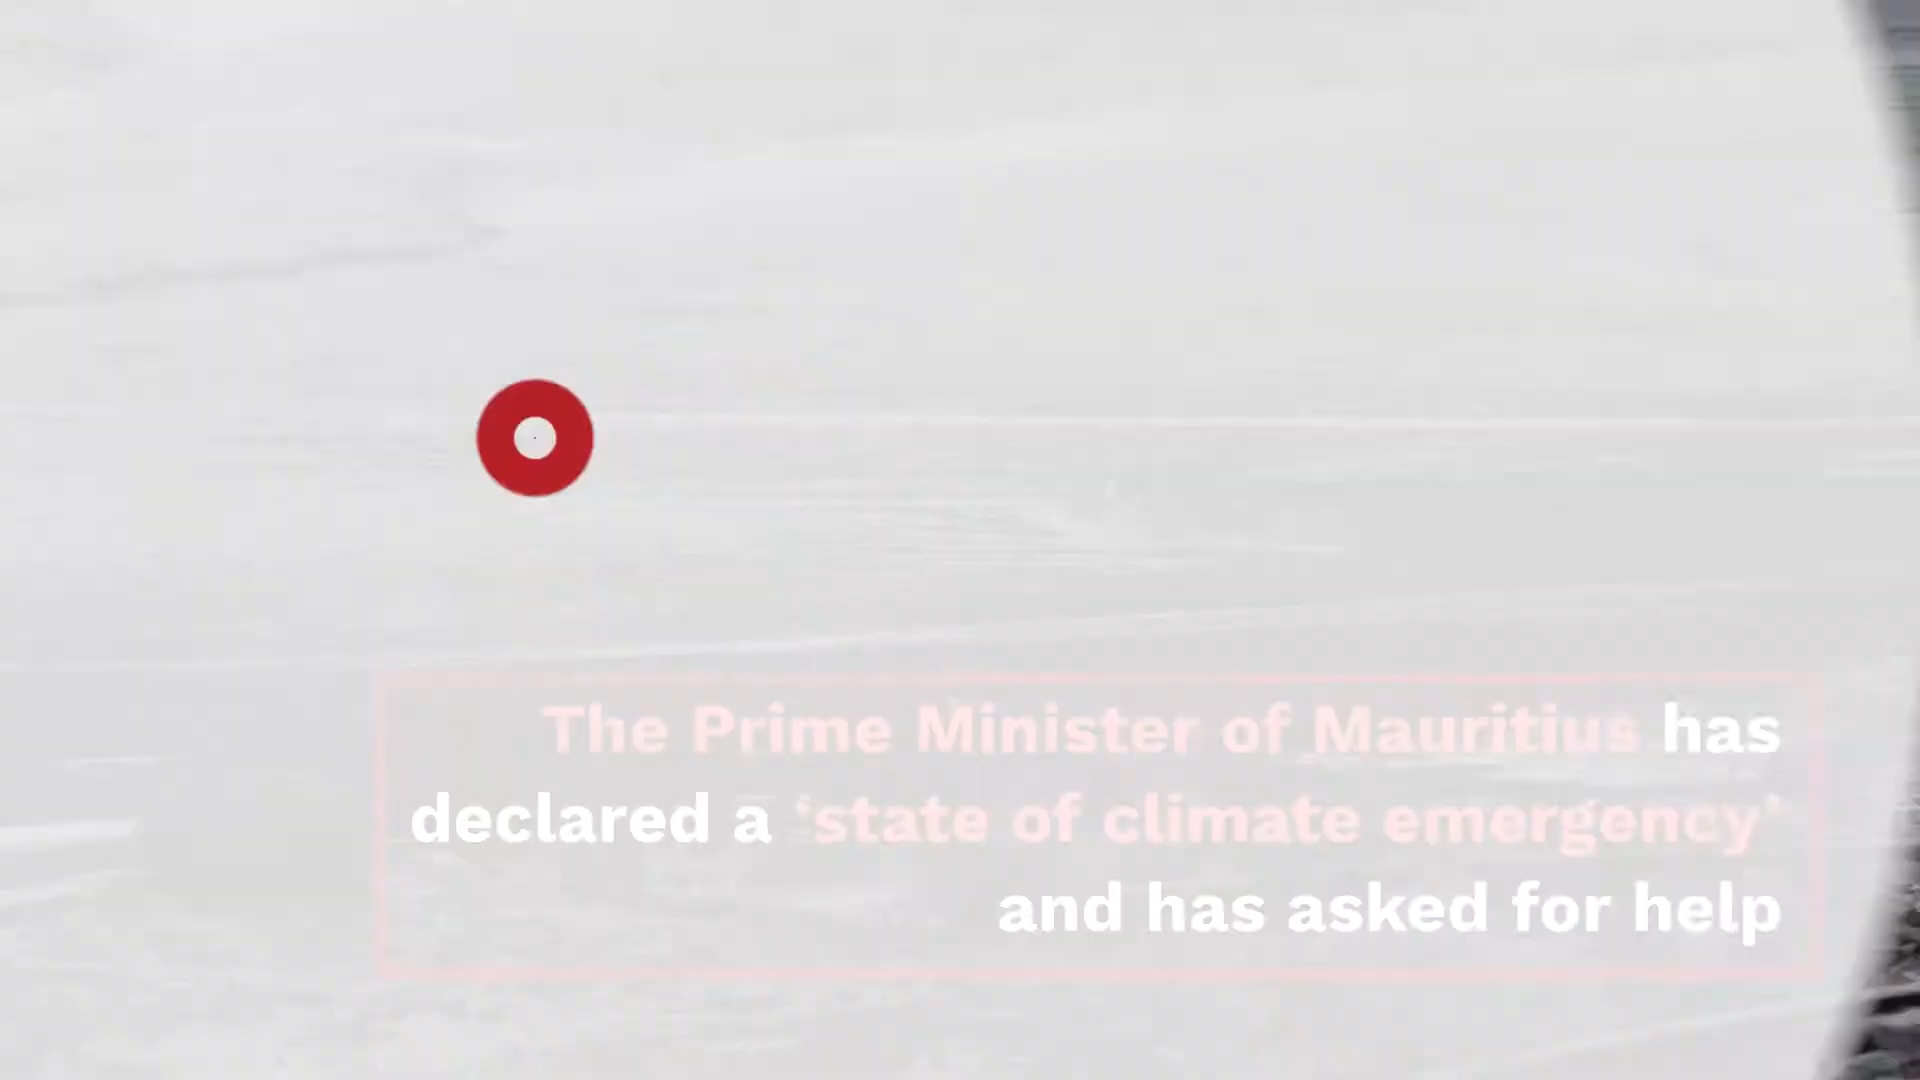 The Prime Minister of Mauritius has
declared a ‘state of climate emergency’
and has asked for help